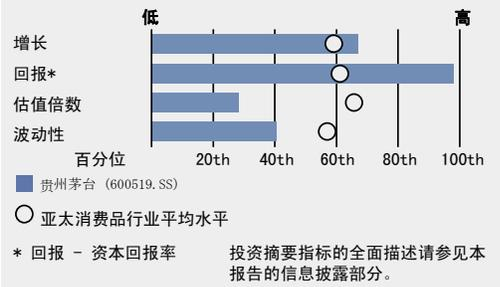 低 高
增长
回报*
估值倍数
波动性
百分位 20th 40th 60th 80th 100th
贵州茅台 (600519.SS)
亚太消费品行业平均水平
* 回报 - 资本回报率 投资摘要指标的全面描述请参见本
报告的信息披露部分。